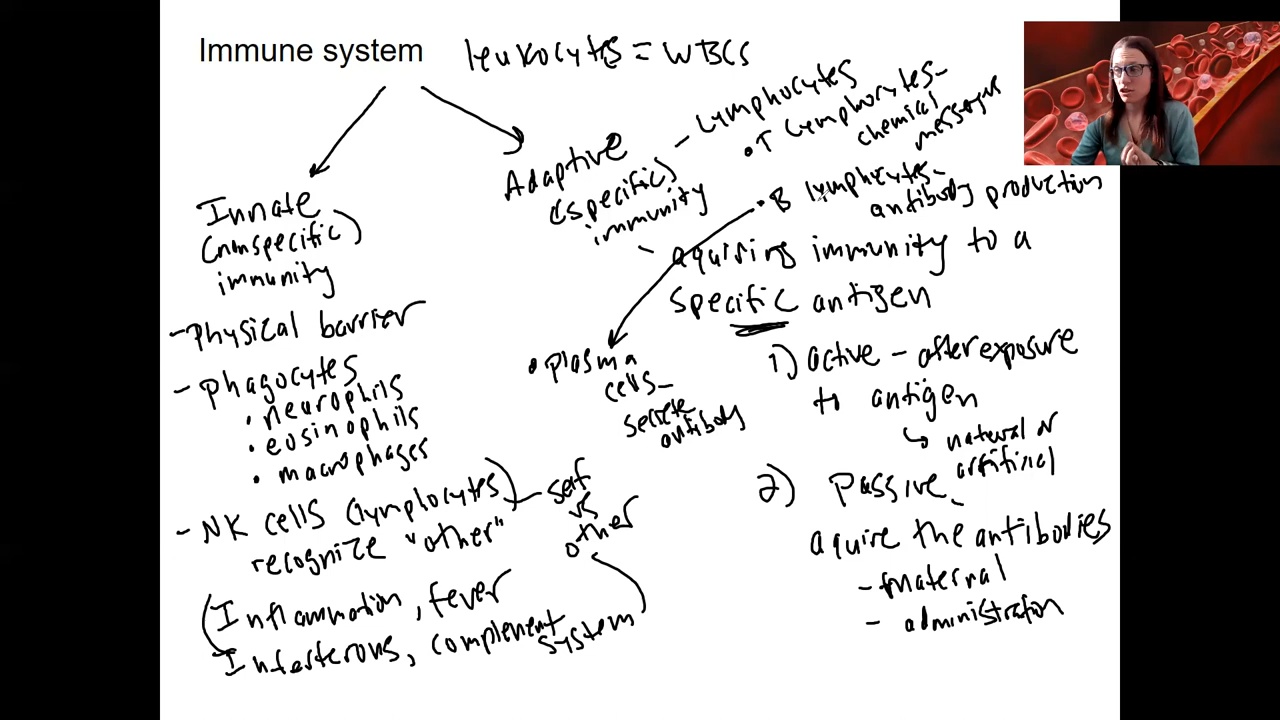 Immune system
leukocytes = WBCs
Innate
(nonspecific)
immunity
- Physical barrier
- phagocytes
• neurophils
• eosinophils
• macrophages
- NK cells (lymphocytes)
recognize "other"
self
vs
other
(Inflammation, fever
Interferons, complement
system
Adaptive
(specific)
immunity
- Lymphocytes
• T Lymphocytes-
chemical
messages
• B lymphocytes-
antibody production
- aquiring immunity to a
specific antigen
• plasma
cells-
secrete
antibody
1) active - after exposure
to antigen
↳ natural or
artificial
2) Passive -
aquire the antibodies
- maternal
- administration